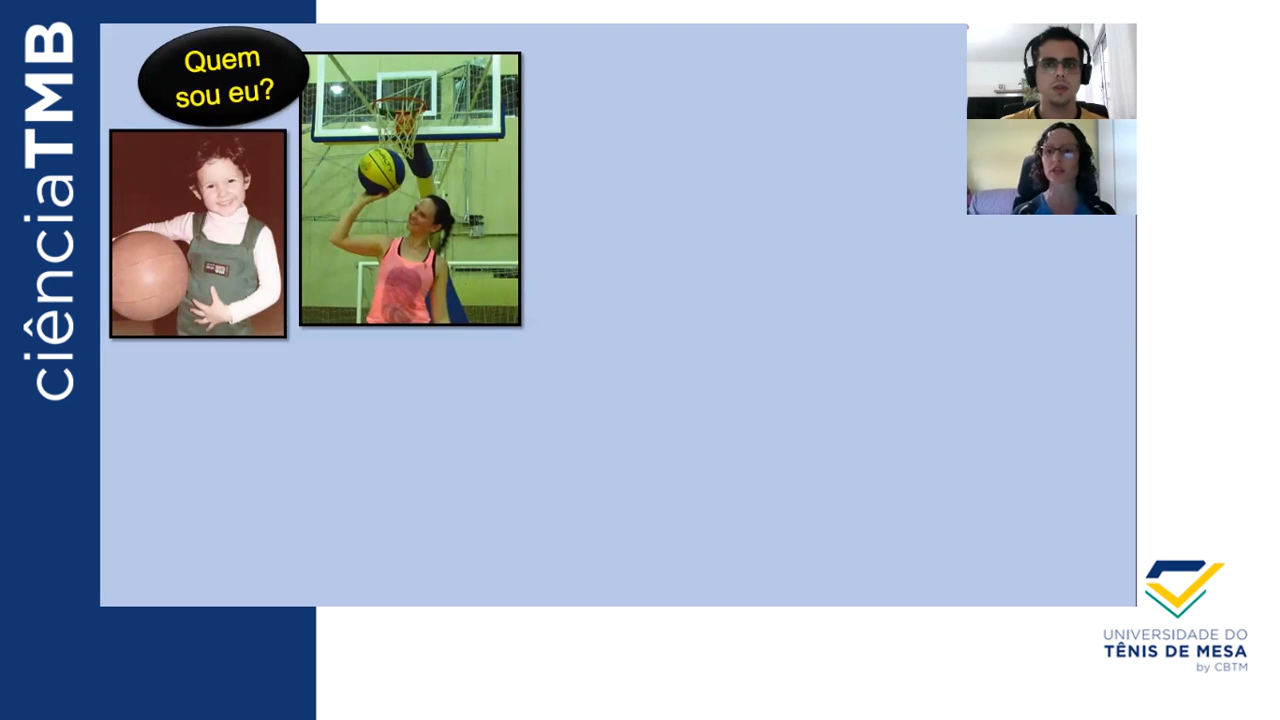 ciênciaTMB
Quem
sou eu?
UNIVERSIDADE DO
TÊNIS DE MESA
by CBTM